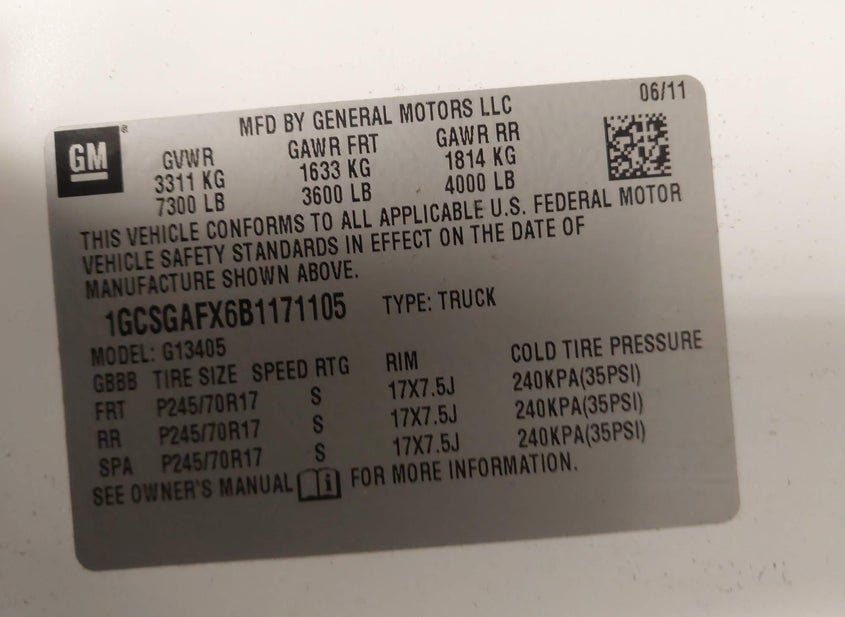 06/11
MFD BY GENERAL MOTORS LLC
GM
GVWR GAWR FRT GAWR RR
3311 KG 1633 KG 1814 KG
7300 LB 3600 LB 4000 LB
THIS VEHICLE CONFORMS TO ALL APPLICABLE U.S. FEDERAL MOTOR
VEHICLE SAFETY STANDARDS IN EFFECT ON THE DATE OF
MANUFACTURE SHOWN ABOVE.
1GCSGAFX6B1171105 TYPE: TRUCK
MODEL: G13405
GBBB TIRE SIZE SPEED RTG RIM COLD TIRE PRESSURE
FRT P245/70R17 S 17X7.5J 240KPA(35PSI)
RR P245/70R17 S 17X7.5J 240KPA(35PSI)
SPA P245/70R17 S 17X7.5J 240KPA(35PSI)
SEE OWNER'S MANUAL i FOR MORE INFORMATION.